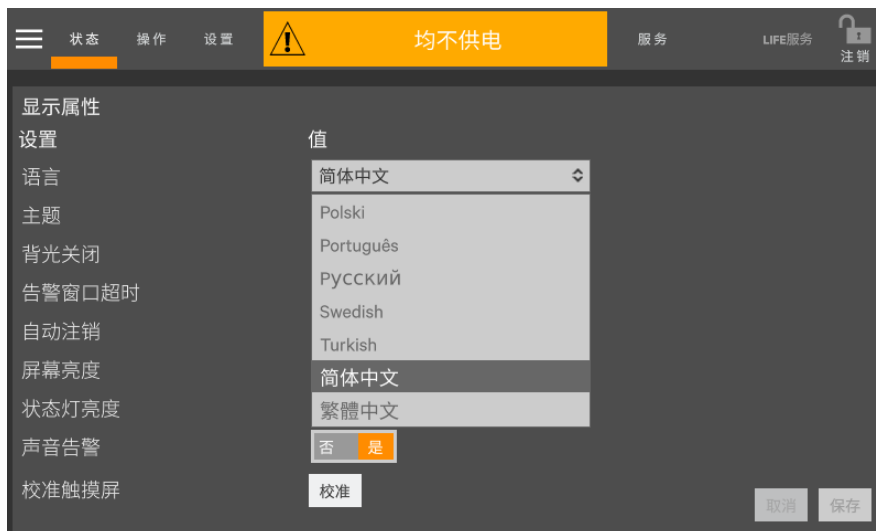 状态 操作 设置 均不供电 服务 LIFE服务 注销
显示属性
设置 值
语言 简体中文
主题 Polski
Português
背光关闭
Русский
告警窗口超时
Swedish
自动注销
Turkish
屏幕亮度 简体中文
状态灯亮度 繁體中文
声音告警 否 是
校准触摸屏 校准
取消 保存